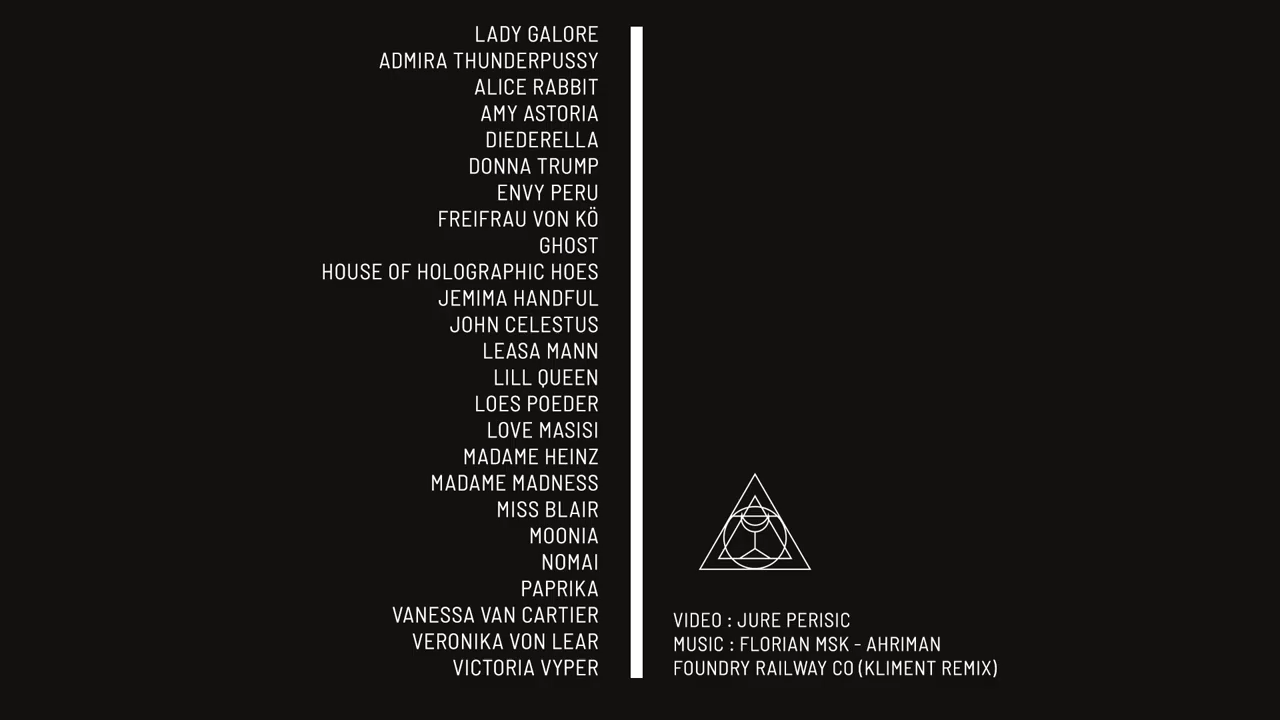 LADY GALORE
ADMIRA THUNDERPUSSY
ALICE RABBIT
AMY ASTORIA
DIEDERELLA
DONNA TRUMP
ENVY PERU
FREIFRAU VON KÖ
GHOST
HOUSE OF HOLOGRAPHIC HOES
JEMIMA HANDFUL
JOHN CELESTUS
LEASA MANN
LILL QUEEN
LOES POEDER
LOVE MASISI
MADAME HEINZ
MADAME MADNESS
MISS BLAIR
MOONIA
NOMAI
PAPRIKA
VANESSA VAN CARTIER
VERONIKA VON LEAR
VICTORIA VYPER
VIDEO : JURE PERISIC
MUSIC : FLORIAN MSK - AHRIMAN
FOUNDRY RAILWAY CO (KLIMENT REMIX)